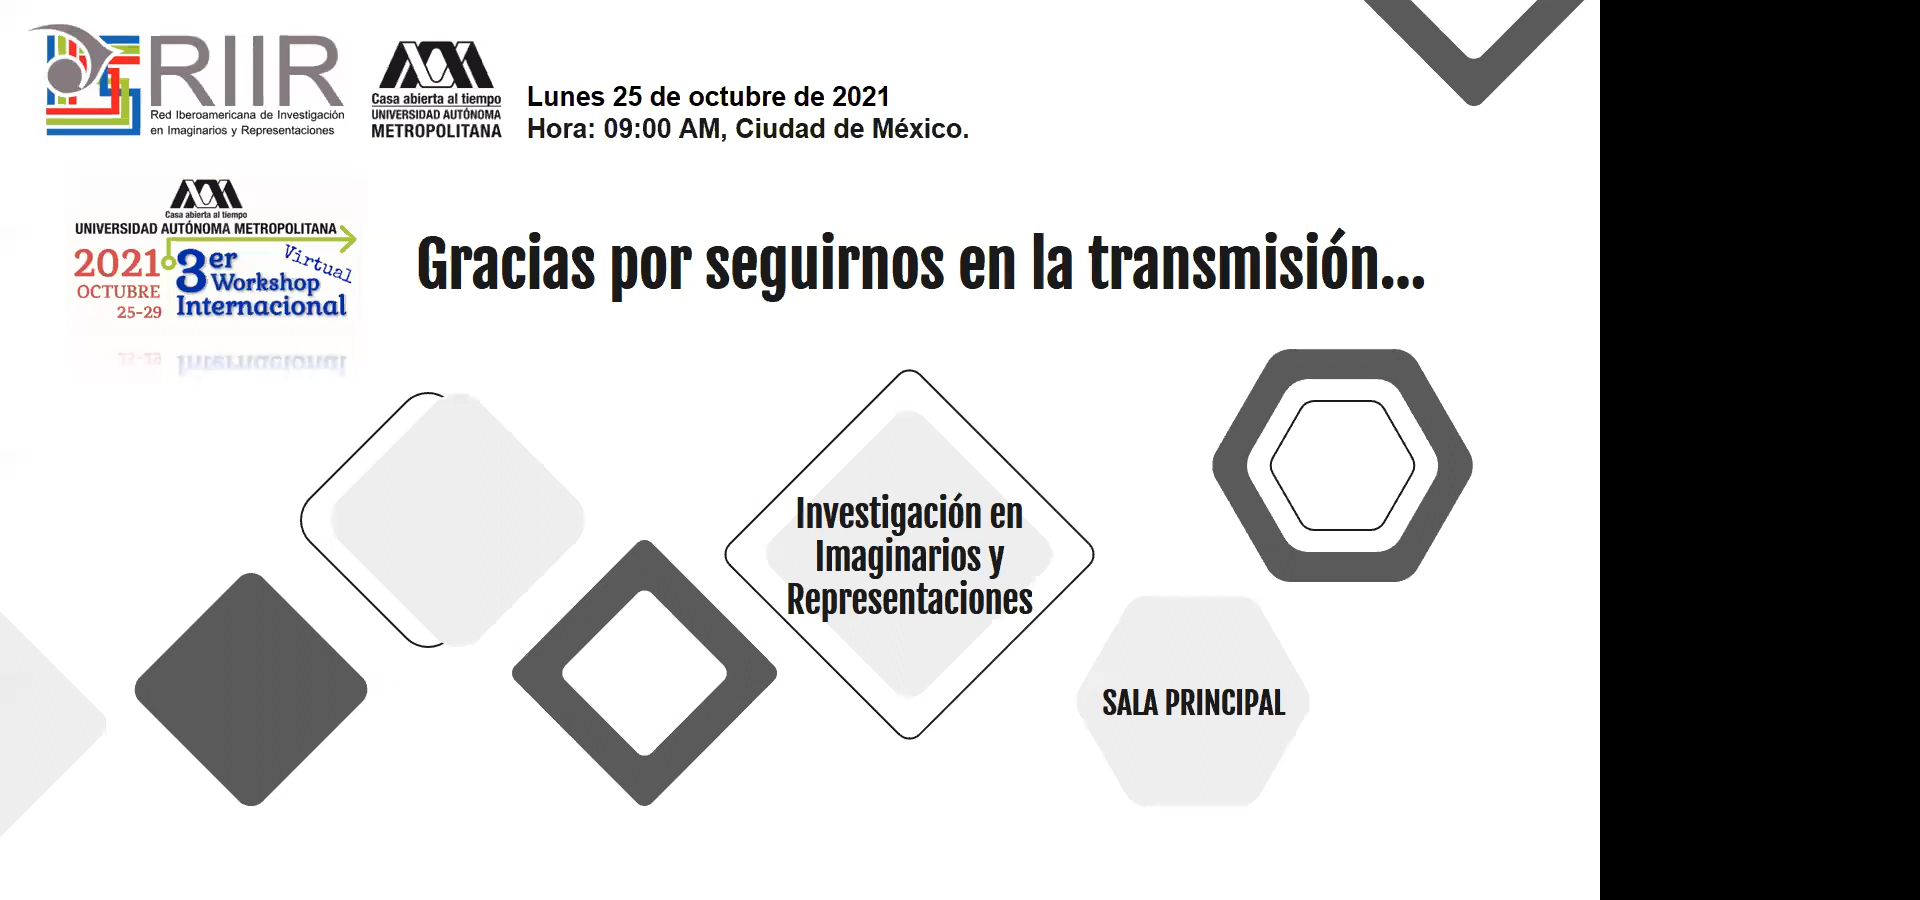 RIIR
Red Iberoamericana de Investigación
en Imaginarios y Representaciones
Casa abierta al tiempo
UNIVERSIDAD AUTÓNOMA
METROPOLITANA
Lunes 25 de octubre de 2021
Hora: 09:00 AM, Ciudad de México.
Casa abierta al tiempo
UNIVERSIDAD AUTÓNOMA METROPOLITANA
2021
OCTUBRE
25-29
3er
Virtual
Workshop
Internacional
Gracias por seguirnos en la transmisión...
Investigación en
Imaginarios y
Representaciones
SALA PRINCIPAL